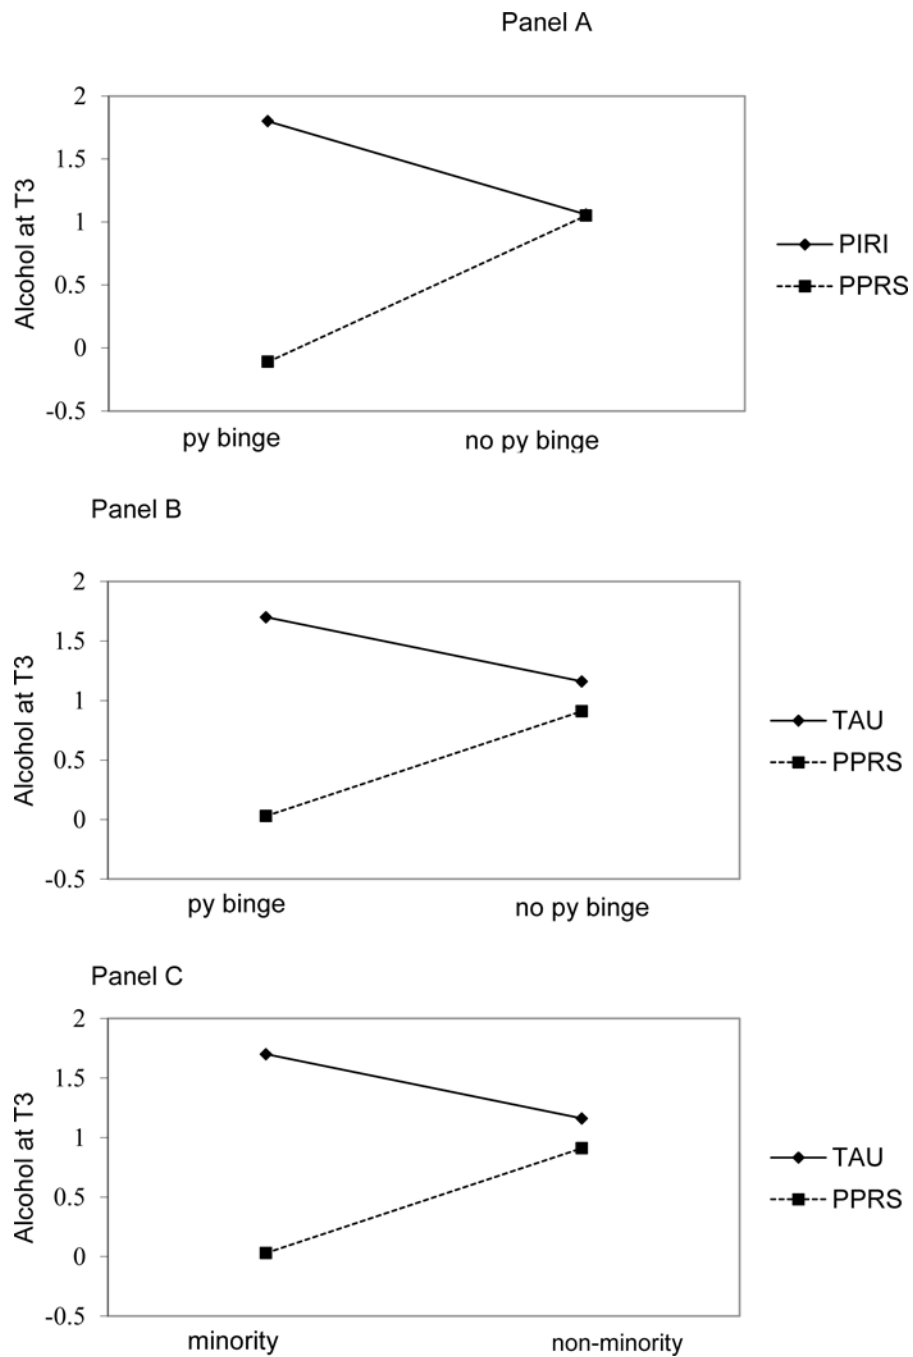 Panel A
2
1.5
1
0.5
0
-0.5
Alcohol at T3
py binge
no py binge
PIRI
PPRS
Panel B
2
1.5
1
0.5
0
-0.5
Alcohol at T3
py binge
no py binge
TAU
PPRS
Panel C
2
1.5
1
0.5
0
-0.5
Alcohol at T3
minority
non-minority
TAU
PPRS